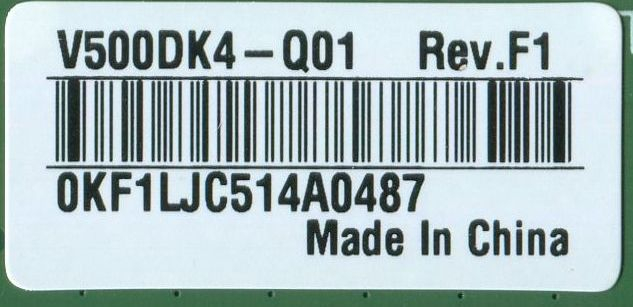 V500DK4-Q01 Rev.F1
0KF1LJC514A0487
Made In China